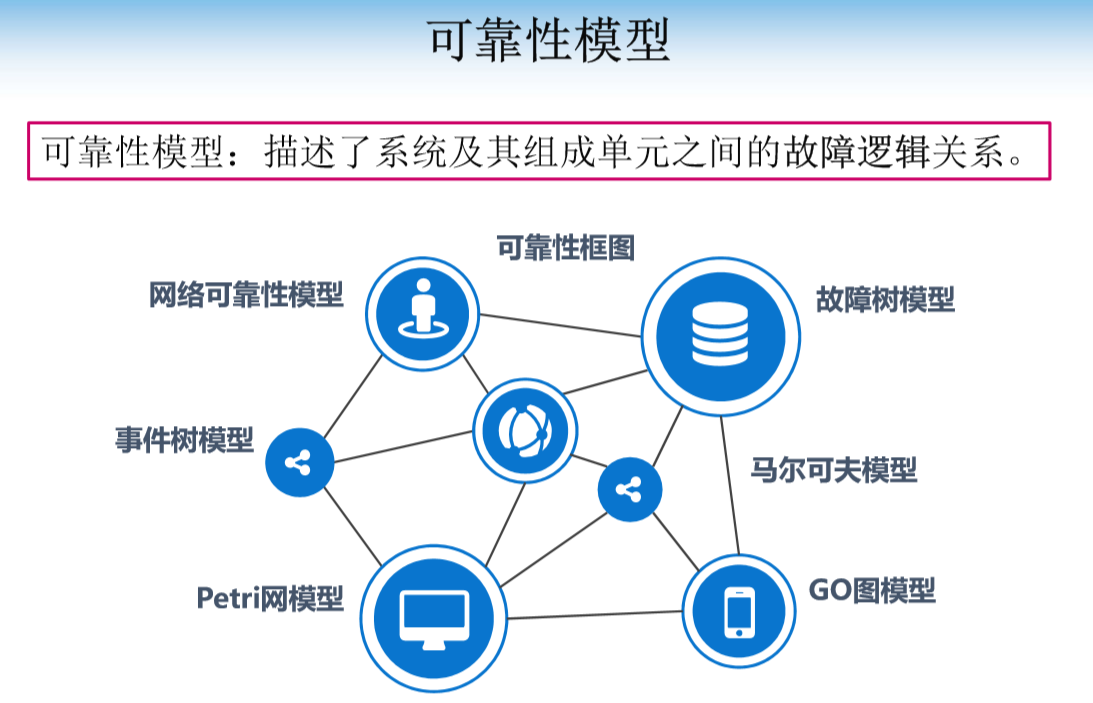 可靠性模型
可靠性模型：描述了系统及其组成单元之间的故障逻辑关系。
可靠性框图
网络可靠性模型
故障树模型
事件树模型
马尔可夫模型
Petri网模型
GO图模型